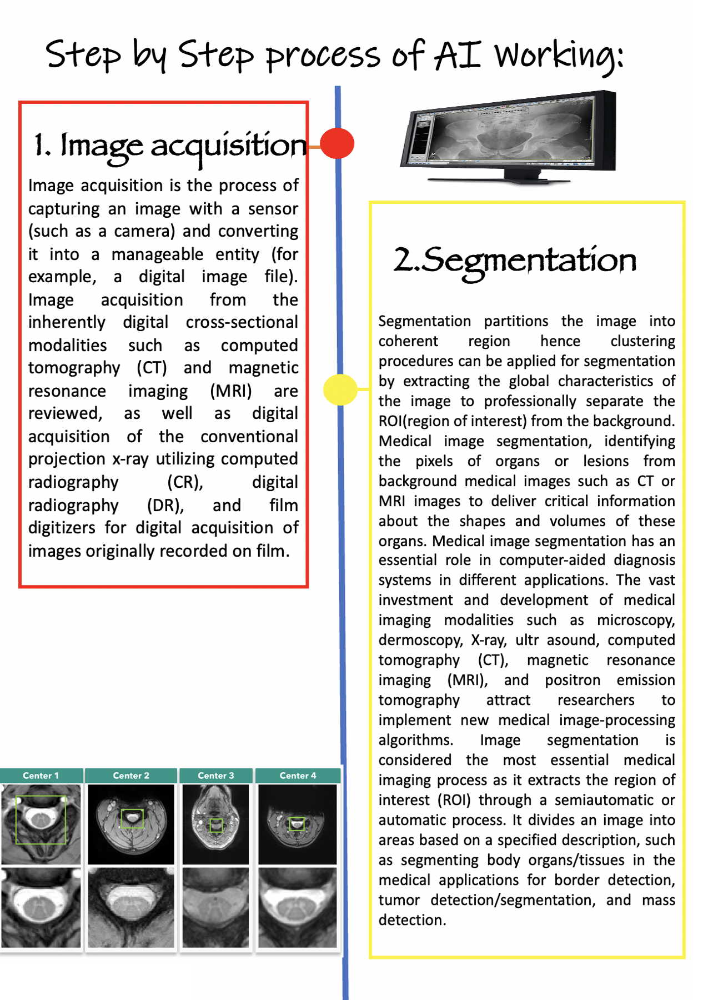 Step by Step process of AI Working:
1. Image acquisition
Image acquisition is the process of
capturing an image with a sensor
(such as a camera) and converting
it into a manageable entity (for
example, a digital image file).
Image acquisition from the
inherently digital cross-sectional
modalities such as computed
tomography (CT) and magnetic
resonance imaging (MRI) are
reviewed, as well as digital
acquisition of the conventional
projection x-ray utilizing computed
radiography (CR), digital
radiography (DR), and film
digitizers for digital acquisition of
images originally recorded on film.
2.Segmentation
Segmentation partitions the image into
coherent region hence clustering
procedures can be applied for segmentation
by extracting the global characteristics of
the image to professionally separate the
ROI(region of interest) from the background.
Medical image segmentation, identifying
the pixels of organs or lesions from
background medical images such as CT or
MRI images to deliver critical information
about the shapes and volumes of these
organs. Medical image segmentation has an
essential role in computer-aided diagnosis
systems in different applications. The vast
investment and development of medical
imaging modalities such as microscopy,
dermoscopy, X-ray, ultr asound, computed
tomography (CT), magnetic resonance
imaging (MRI), and positron emission
tomography attract researchers to
implement new medical image-processing
algorithms. Image segmentation is
considered the most essential medical
imaging process as it extracts the region of
interest (ROI) through a semiautomatic or
automatic process. It divides an image into
areas based on a specified description, such
as segmenting body organs/tissues in the
medical applications for border detection,
tumor detection/segmentation, and mass
detection.
Center 1 Center 2 Center 3 Center 4